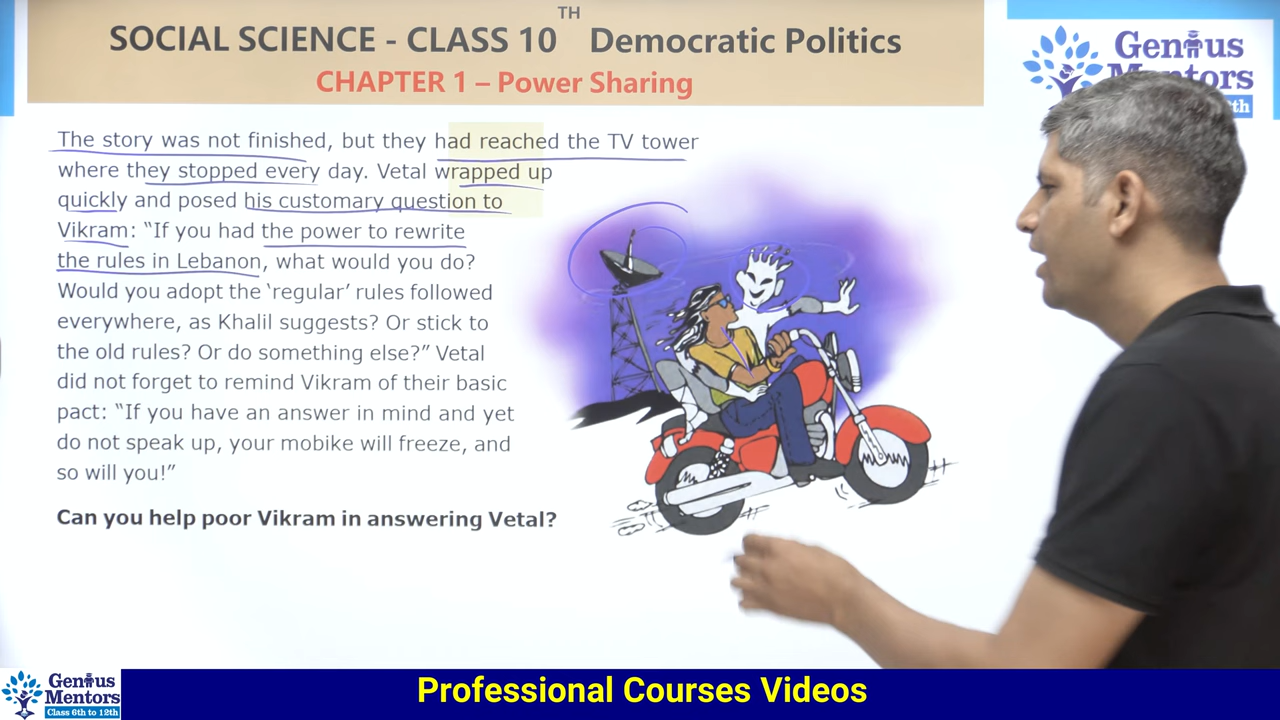 TH
SOCIAL SCIENCE - CLASS 10 Democratic Politics
CHAPTER 1 – Power Sharing
Genius
Mentors
th
The story was not finished, but they had reached the TV tower
where they stopped every day. Vetal wrapped up
quickly and posed his customary question to
Vikram: “If you had the power to rewrite
the rules in Lebanon, what would you do?
Would you adopt the ‘regular’ rules followed
everywhere, as Khalil suggests? Or stick to
the old rules? Or do something else?” Vetal
did not forget to remind Vikram of their basic
pact: “If you have an answer in mind and yet
do not speak up, your mobike will freeze, and
so will you!”
Can you help poor Vikram in answering Vetal?
Genius
Mentors
Class 6th to 12th
Professional Courses Videos